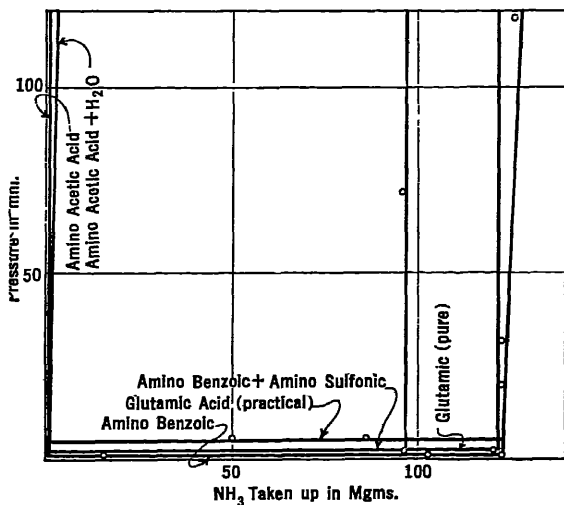 100
50
Pressure in mm.
Amino Acetic Acid
Amino Acetic Acid + H₂O
Amino Benzoic + Amino Sulfonic
Glutamic Acid (practical)
Amino Benzoic
Glutamic (pure)
50
100
NH₃ Taken up in Mgms.